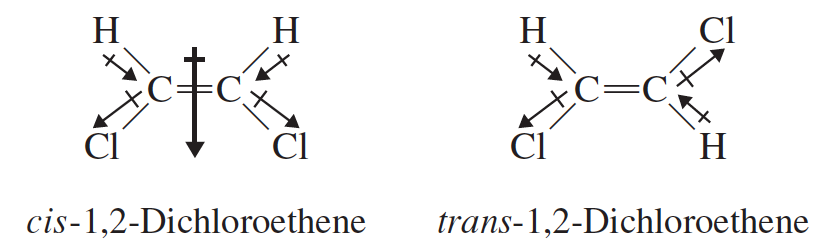 H H H Cl
C=C C=C
Cl Cl Cl H
cis-1,2-Dichloroethene trans-1,2-Dichloroethene